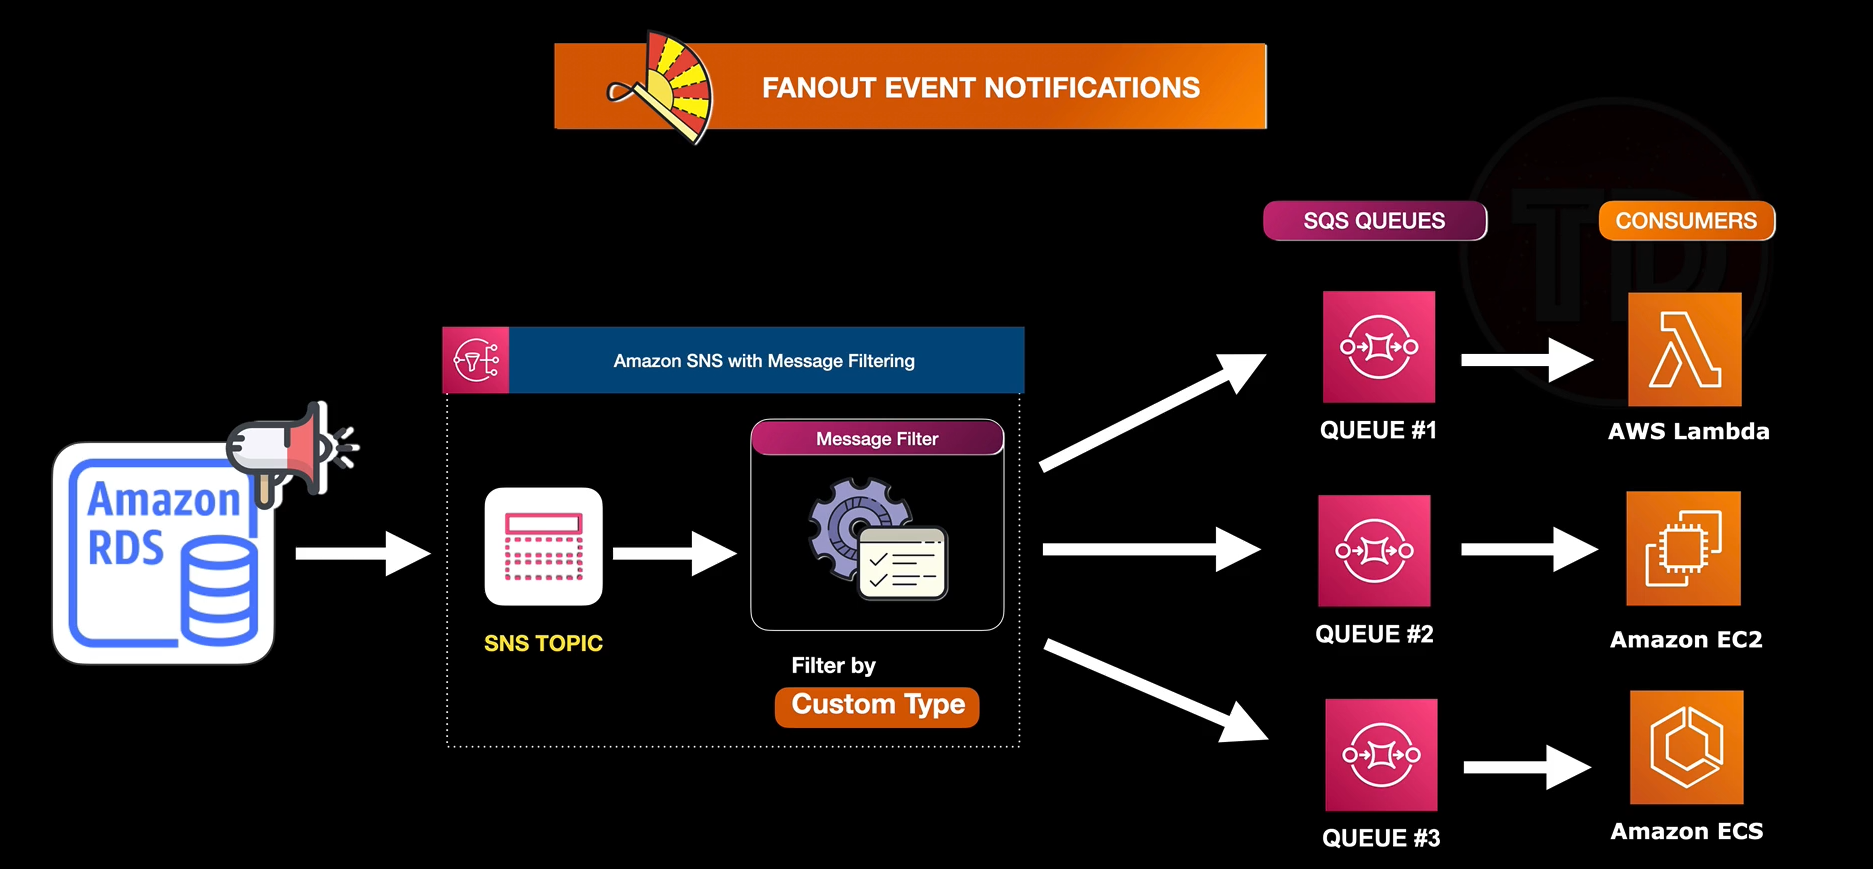 FANOUT EVENT NOTIFICATIONS
SQS QUEUES
CONSUMERS
TD
Amazon SNS with Message Filtering
Message Filter
Amazon
RDS
SNS TOPIC
Filter by
Custom Type
QUEUE #1
AWS Lambda
QUEUE #2
Amazon EC2
QUEUE #3
Amazon ECS